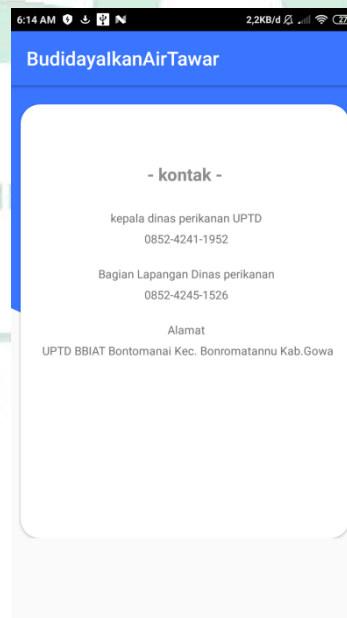 6:14 AM 2,2KB/d 27
BudidayaIkanAirTawar
- kontak -
kepala dinas perikanan UPTD
0852-4241-1952
Bagian Lapangan Dinas perikanan
0852-4245-1526
Alamat
UPTD BBIAT Bontomanai Kec. Bonromatannu Kab.Gowa